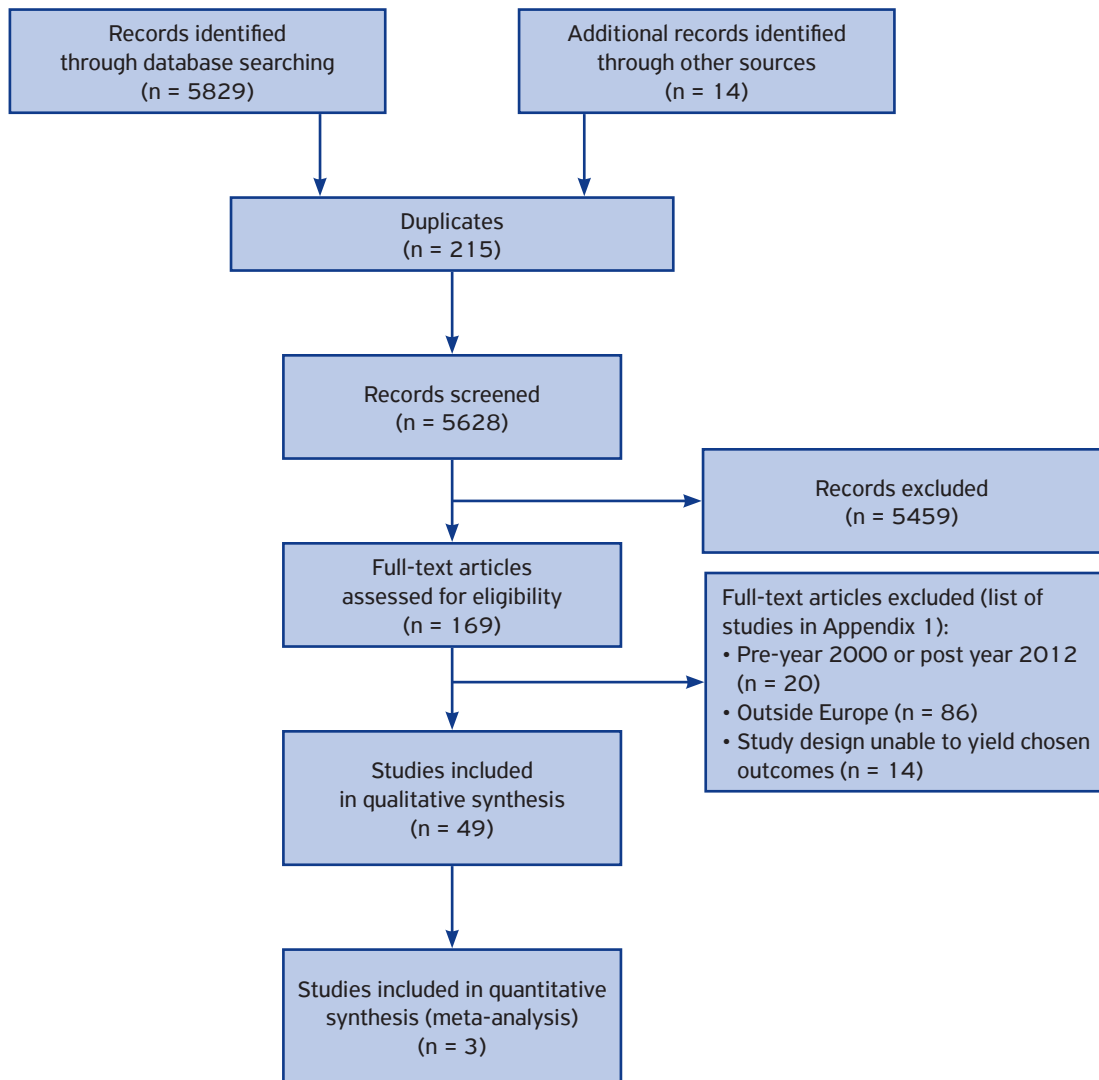 Records identified
through database searching
(n = 5829)
Additional records identified
through other sources
(n = 14)
Duplicates
(n = 215)
Records screened
(n = 5628)
Records excluded
(n = 5459)
Full-text articles
assessed for eligibility
(n = 169)
Full-text articles excluded (list of
studies in Appendix 1):
• Pre-year 2000 or post year 2012
(n = 20)
• Outside Europe (n = 86)
• Study design unable to yield chosen
outcomes (n = 14)
Studies included
in qualitative synthesis
(n = 49)
Studies included in quantitative
synthesis (meta-analysis)
(n = 3)